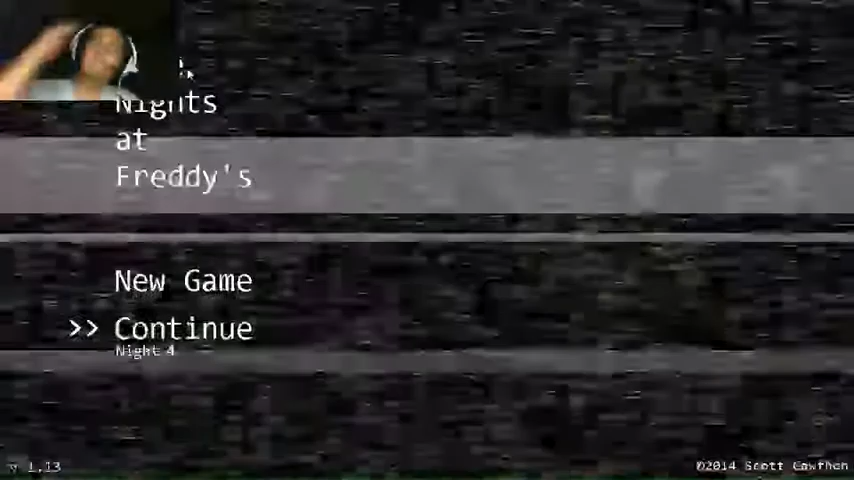 Nights
at
Freddy's
New Game
>> Continue
Night 4
v 1.13
©2014 Scott Cawthon